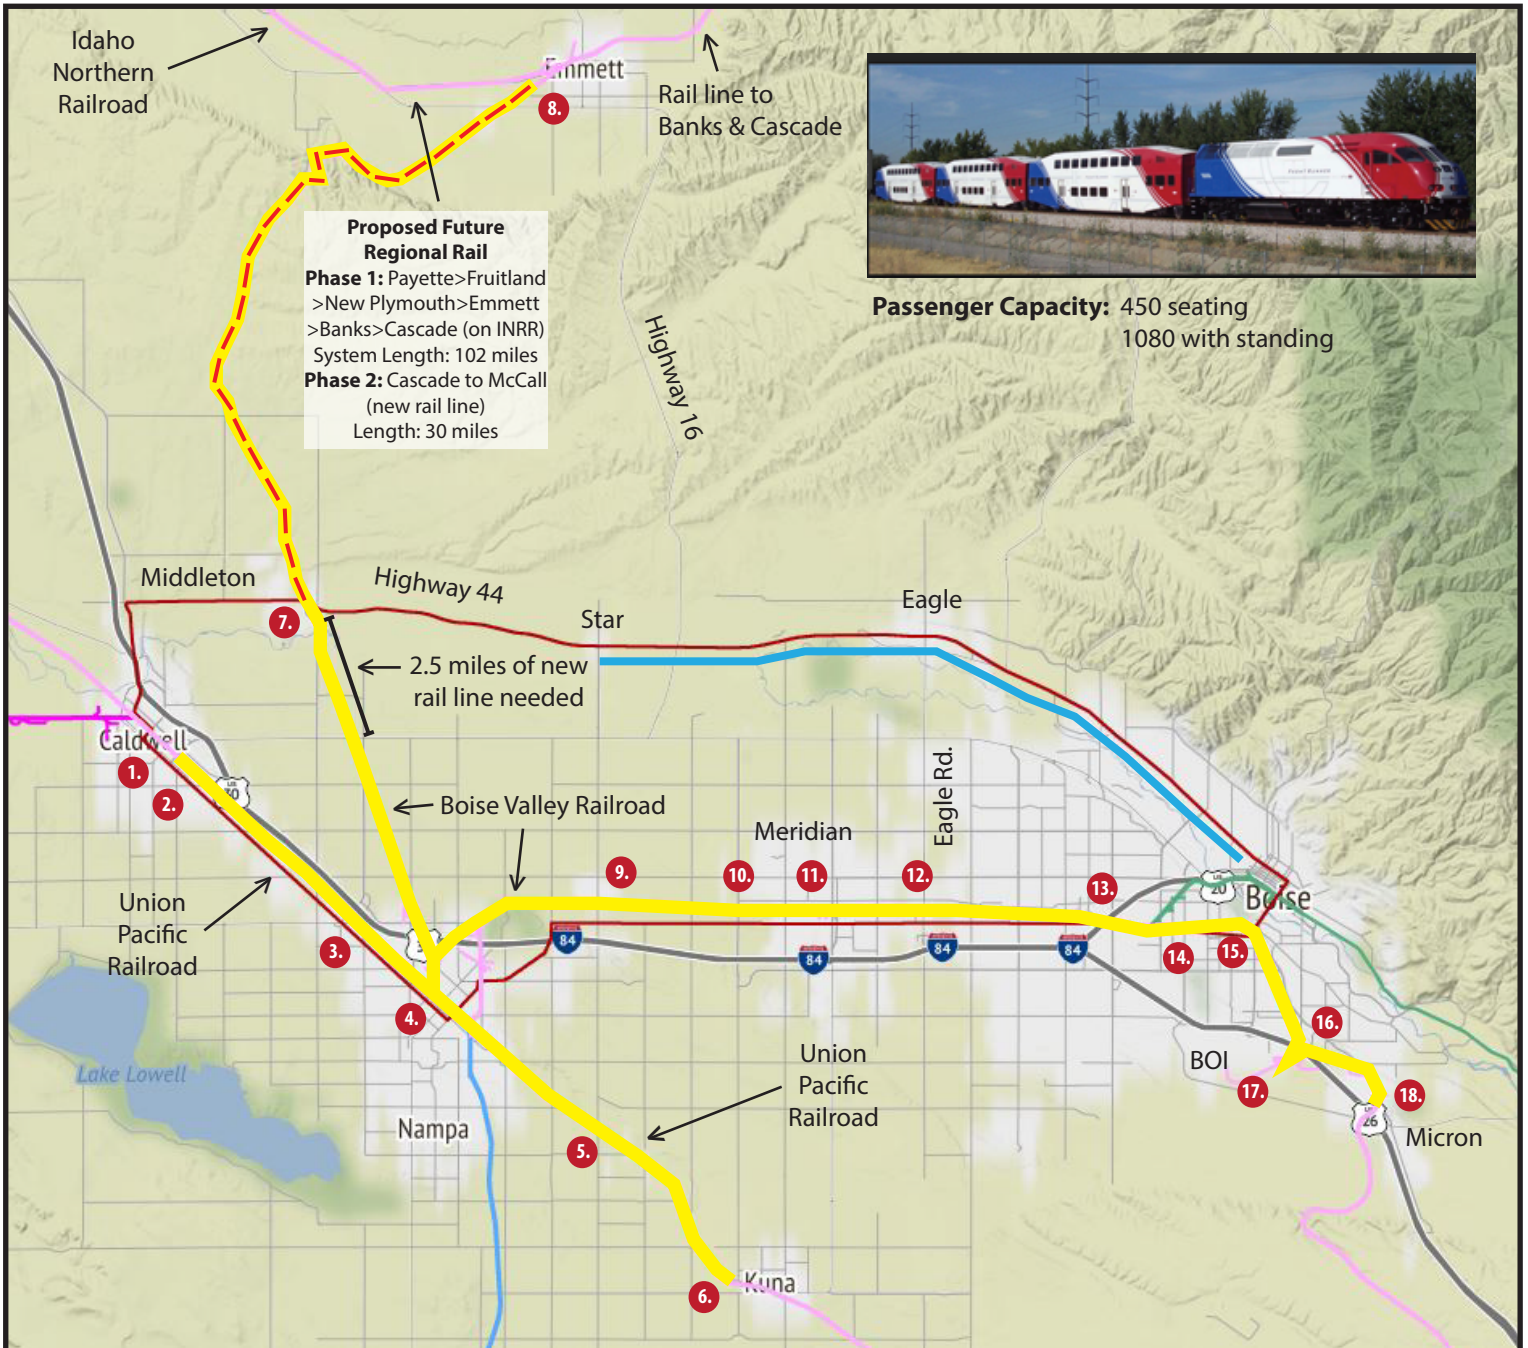 Idaho
Northern
Railroad
Emmett
8.
Rail line to
Banks & Cascade
Proposed Future
Regional Rail
Phase 1: Payette>Fruitland
>New Plymouth>Emmett
>Banks>Cascade (on INRR)
System Length: 102 miles
Phase 2: Cascade to McCall
(new rail line)
Length: 30 miles
Passenger Capacity: 450 seating
1080 with standing
Highway 16
Middleton
Highway 44
7.
Star
Eagle
2.5 miles of new
rail line needed
Caldwell
1.
2.
US
30
Boise Valley Railroad
Eagle Rd.
Meridian
9.
10.
11.
12.
13.
US
20
Boise
Union
Pacific
Railroad
3.
84
84
84
84
14.
15.
4.
16.
Lake Lowell
Union
Pacific
Railroad
BOI
17.
18.
US
26
Micron
Nampa
5.
6.
Kuna